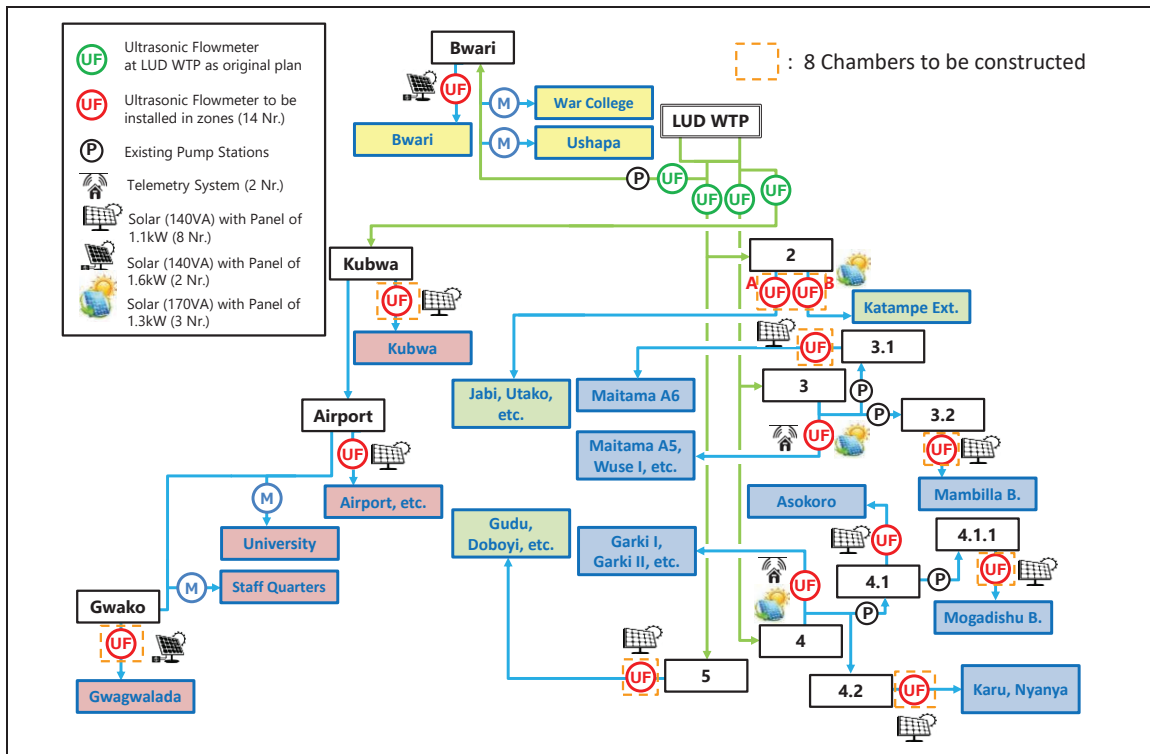 UF
Ultrasonic Flowmeter
at LUD WTP as original plan
UF
Ultrasonic Flowmeter to be
installed in zones (14 Nr.)
P
Existing Pump Stations
Telemetry System (2 Nr.)
Solar (140VA) with Panel of
1.1kW (8 Nr.)
Solar (140VA) with Panel of
1.6kW (2 Nr.)
Solar (170VA) with Panel of
1.3kW (3 Nr.)
: 8 Chambers to be constructed
Bwari
UF
M
War College
Bwari
M
Ushapa
LUD WTP
P
UF
UF
UF
UF
Kubwa
UF
Kubwa
2
A
UF
UF
B
Katampe Ext.
Jabi, Utako,
etc.
UF
3.1
Maitama A6
3
P
P
3.2
UF
Maitama A5,
Wuse I, etc.
UF
Mambilla B.
Airport
UF
Airport, etc.
M
University
M
Staff Quarters
Gwako
UF
Gwagwalada
Gudu,
Doboyi, etc.
Garki I,
Garki II, etc.
Asokoro
UF
UF
4.1
P
4.1.1
UF
Mogadishu B.
P
4
5
UF
4.2
UF
Karu, Nyanya